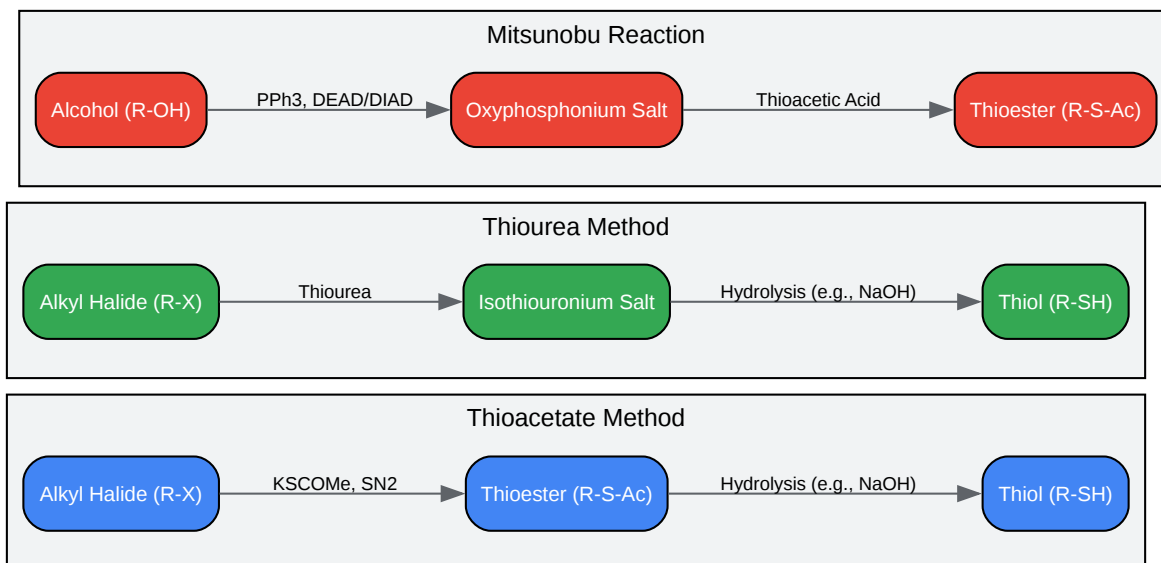 Mitsunobu Reaction
Alcohol (R-OH)
PPh3, DEAD/DIAD
Oxyphosphonium Salt
Thioacetic Acid
Thioester (R-S-Ac)
Thiourea Method
Alkyl Halide (R-X)
Thiourea
Isothiouronium Salt
Hydrolysis (e.g., NaOH)
Thiol (R-SH)
Thioacetate Method
Alkyl Halide (R-X)
KSCOMe, SN2
Thioester (R-S-Ac)
Hydrolysis (e.g., NaOH)
Thiol (R-SH)